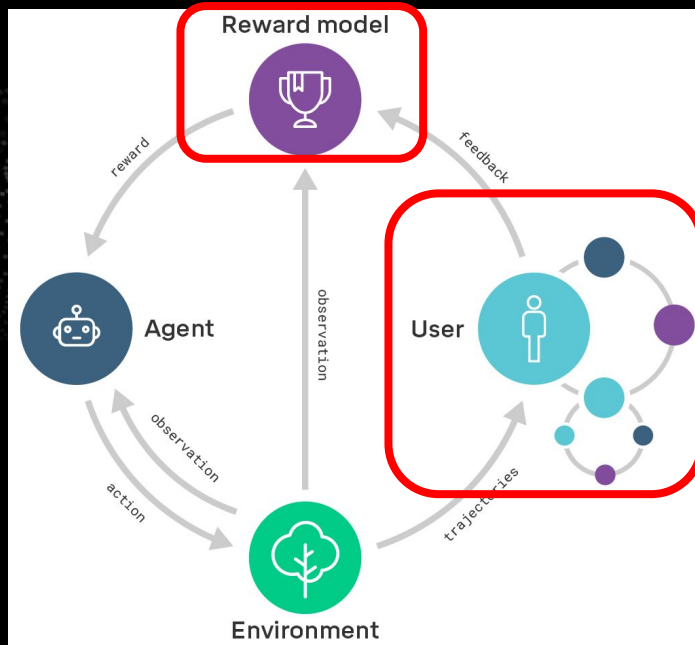 Reward model
reward
feedback
observation
Agent
User
observation
action
trajectories
Environment